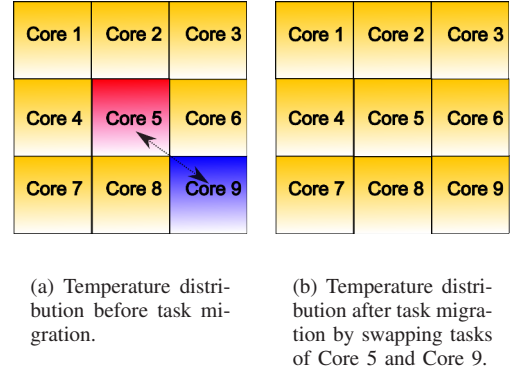 Core 1 Core 2 Core 3
Core 4 Core 5 Core 6
Core 7 Core 8 Core 9
(a) Temperature distri-
bution before task mi-
gration.
Core 1 Core 2 Core 3
Core 4 Core 5 Core 6
Core 7 Core 8 Core 9
(b) Temperature distri-
bution after task migra-
tion by swapping tasks
of Core 5 and Core 9.